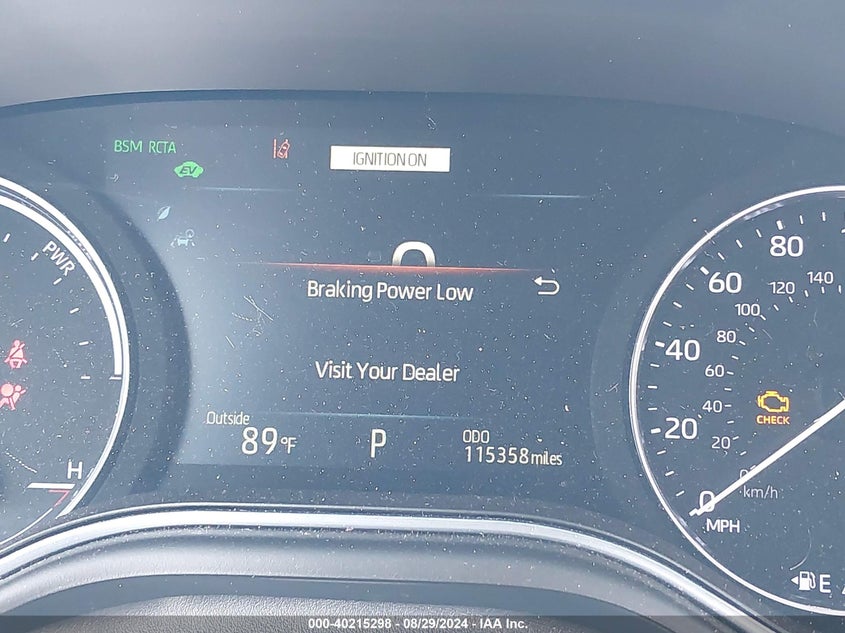 BSM RCTA
IGNITION ON
EV
PWR
Braking Power Low
Visit Your Dealer
Outside
89°F
P
ODO
115358 miles
H
80
60
40
20
0
140
120
100
80
60
40
20
km/h
MPH
CHECK
E
000-40215298 - 08/29/2024 - IAA Inc.